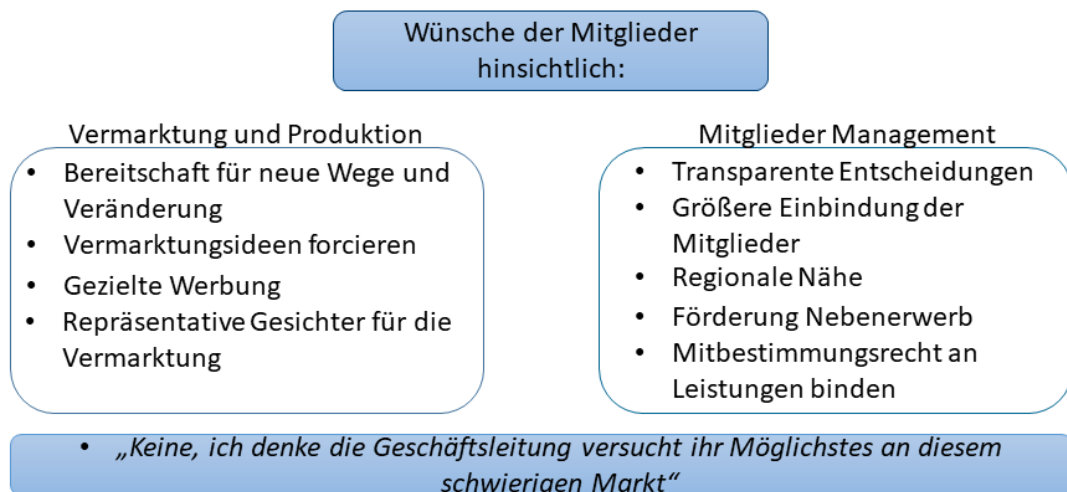 Wünsche der Mitglieder
hinsichtlich:
Vermarktung und Produktion
• Bereitschaft für neue Wege und
Veränderung
• Vermarktungsideen forcieren
• Gezielte Werbung
• Repräsentative Gesichter für die
Vermarktung
Mitglieder Management
• Transparente Entscheidungen
• Größere Einbindung der
Mitglieder
• Regionale Nähe
• Förderung Nebenerwerb
• Mitbestimmungsrecht an
Leistungen binden
• „Keine, ich denke die Geschäftsleitung versucht ihr Möglichstes an diesem
schwierigen Markt“